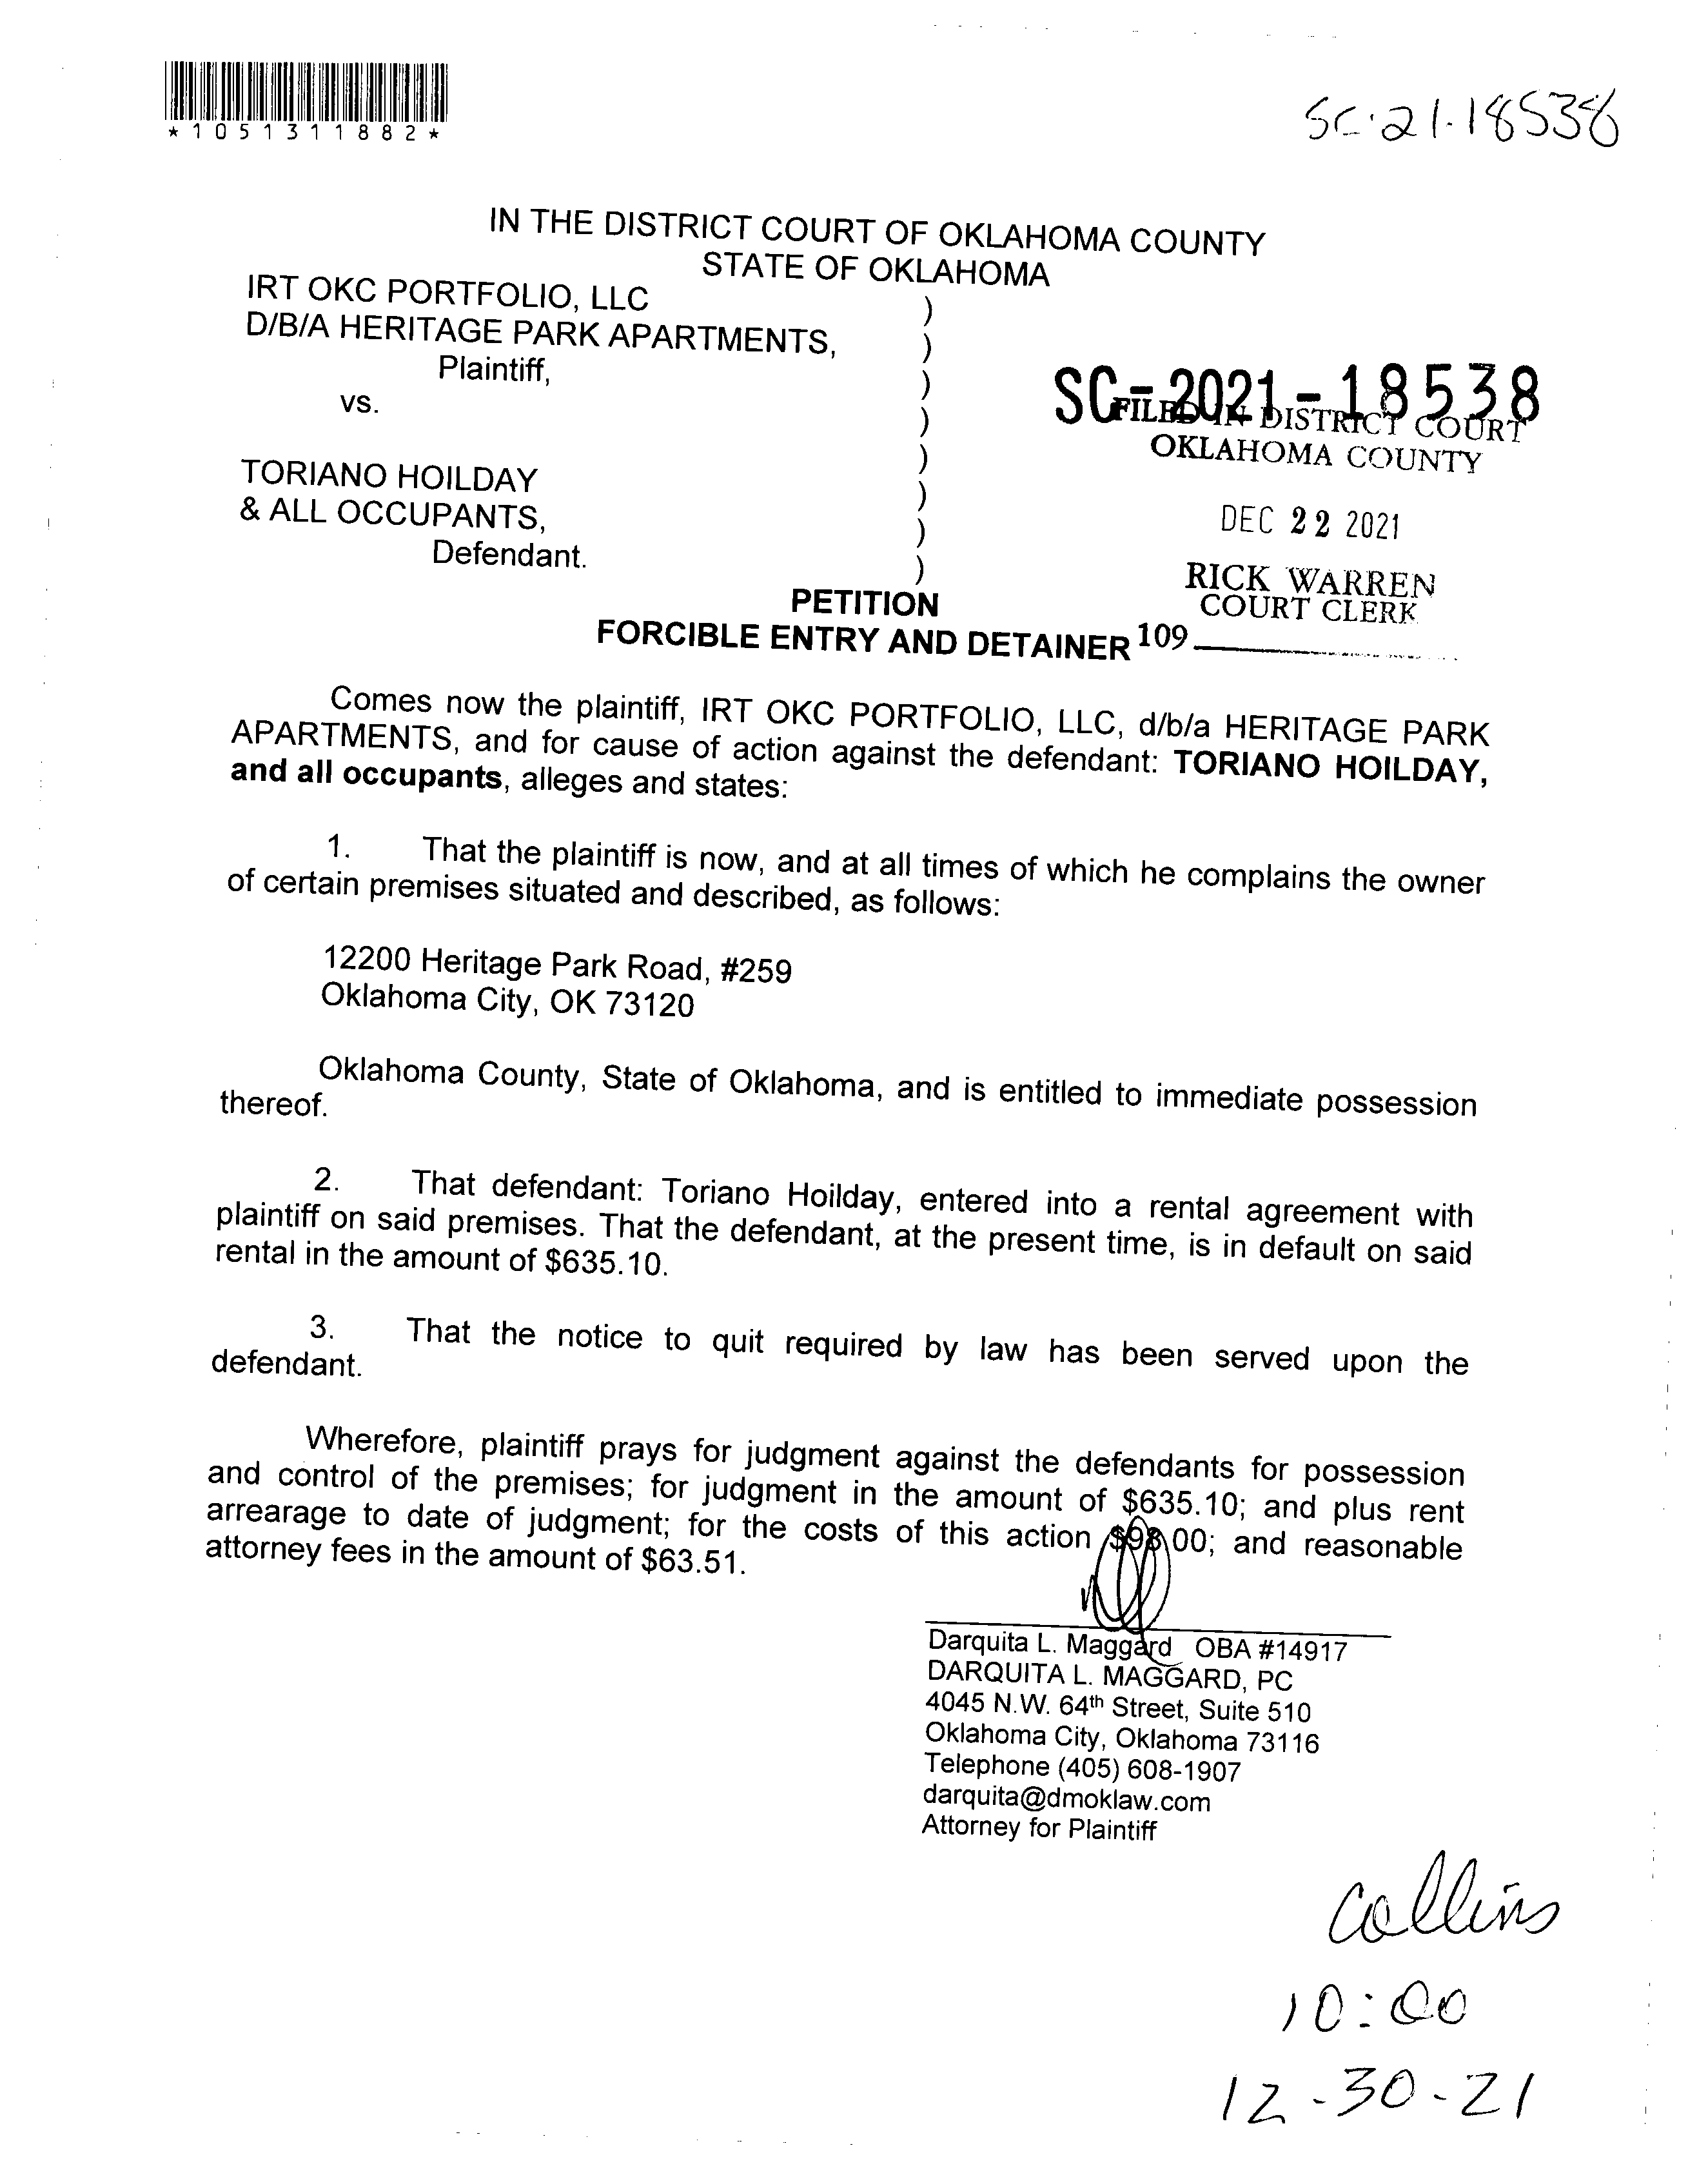 *1051311882*
SC-21-18538
IN THE DISTRICT COURT OF OKLAHOMA COUNTY
STATE OF OKLAHOMA
IRT OKC PORTFOLIO, LLC )
D/B/A HERITAGE PARK APARTMENTS, )
Plaintiff, )
vs. )
)
TORIANO HOILDAY )
& ALL OCCUPANTS, )
Defendant. )
SC-2021-18538
FILED IN DISTRICT COURT
OKLAHOMA COUNTY
DEC 22 2021
RICK WARREN
COURT CLERK
109
PETITION
FORCIBLE ENTRY AND DETAINER
Comes now the plaintiff, IRT OKC PORTFOLIO, LLC, d/b/a HERITAGE PARK
APARTMENTS, and for cause of action against the defendant: TORIANO HOILDAY,
and all occupants, alleges and states:
1. That the plaintiff is now, and at all times of which he complains the owner
of certain premises situated and described, as follows:
12200 Heritage Park Road, #259
Oklahoma City, OK 73120
Oklahoma County, State of Oklahoma, and is entitled to immediate possession
thereof.
2. That defendant: Toriano Hoilday, entered into a rental agreement with
plaintiff on said premises. That the defendant, at the present time, is in default on said
rental in the amount of $635.10.
3. That the notice to quit required by law has been served upon the
defendant.
Wherefore, plaintiff prays for judgment against the defendants for possession
and control of the premises; for judgment in the amount of $635.10; and plus rent
arrearage to date of judgment; for the costs of this action $98.00; and reasonable
attorney fees in the amount of $63.51.
Darquita L. Maggard OBA #14917
DARQUITA L. MAGGARD, PC
4045 N.W. 64th Street, Suite 510
Oklahoma City, Oklahoma 73116
Telephone (405) 608-1907
darquita@dmoklaw.com
Attorney for Plaintiff
Collins
10:00
12-30-21